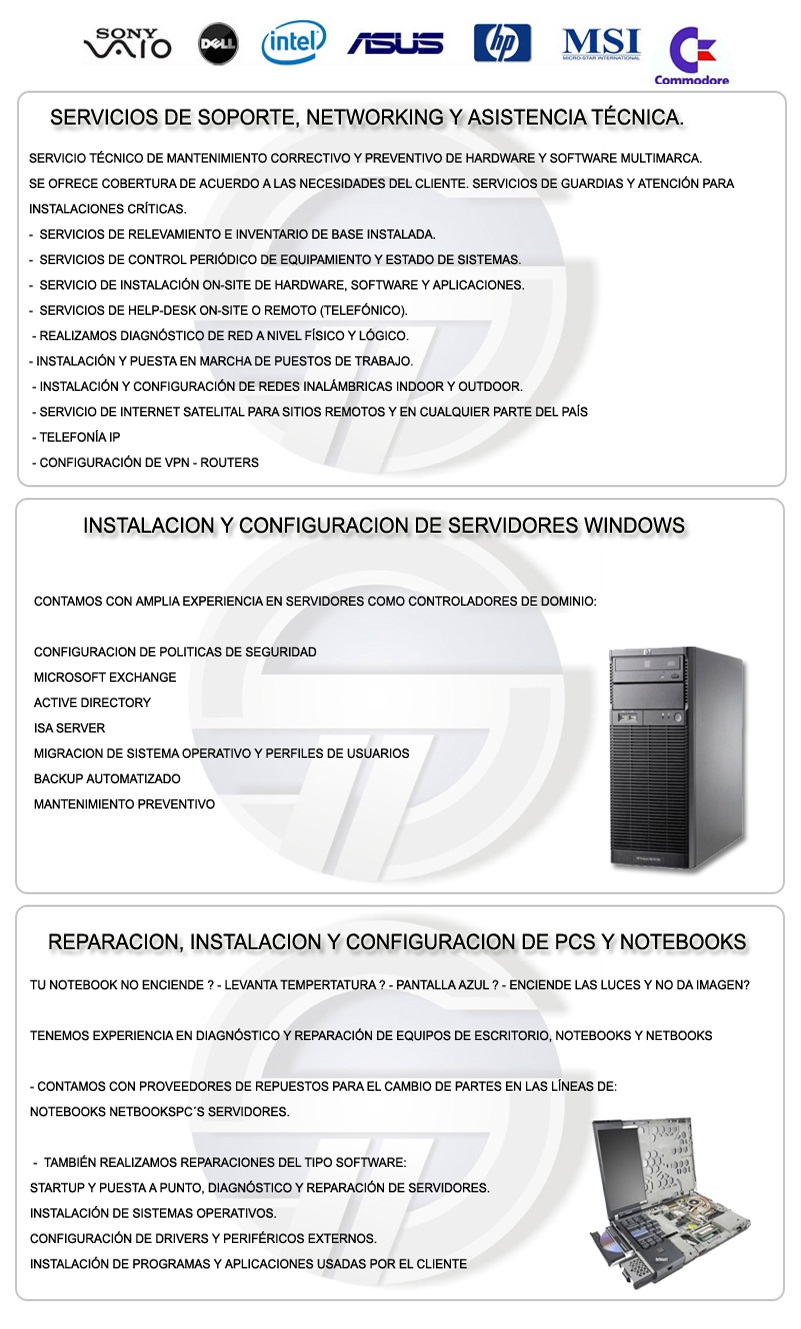 SONY
VAIO DELL intel ASUS hp MSI
MICRO-STAR INTERNATIONAL
Commodore
SERVICIOS DE SOPORTE, NETWORKING Y ASISTENCIA TÉCNICA.
SERVICIO TÉCNICO DE MANTENIMIENTO CORRECTIVO Y PREVENTIVO DE HARDWARE Y SOFTWARE MULTIMARCA.
SE OFRECE COBERTURA DE ACUERDO A LAS NECESIDADES DEL CLIENTE. SERVICIOS DE GUARDIAS Y ATENCIÓN PARA
INSTALACIONES CRÍTICAS.
- SERVICIOS DE RELEVAMIENTO E INVENTARIO DE BASE INSTALADA.
- SERVICIOS DE CONTROL PERIÓDICO DE EQUIPAMIENTO Y ESTADO DE SISTEMAS.
- SERVICIO DE INSTALACIÓN ON-SITE DE HARDWARE, SOFTWARE Y APLICACIONES.
- SERVICIOS DE HELP-DESK ON-SITE O REMOTO (TELEFÓNICO).
- REALIZAMOS DIAGNÓSTICO DE RED A NIVEL FÍSICO Y LÓGICO.
- INSTALACIÓN Y PUESTA EN MARCHA DE PUESTOS DE TRABAJO.
- INSTALACIÓN Y CONFIGURACIÓN DE REDES INALÁMBRICAS INDOOR Y OUTDOOR.
- SERVICIO DE INTERNET SATELITAL PARA SITIOS REMOTOS Y EN CUALQUIER PARTE DEL PAÍS
- TELEFONÍA IP
- CONFIGURACIÓN DE VPN - ROUTERS
INSTALACION Y CONFIGURACION DE SERVIDORES WINDOWS
CONTAMOS CON AMPLIA EXPERIENCIA EN SERVIDORES COMO CONTROLADORES DE DOMINIO:
CONFIGURACION DE POLITICAS DE SEGURIDAD
MICROSOFT EXCHANGE
ACTIVE DIRECTORY
ISA SERVER
MIGRACION DE SISTEMA OPERATIVO Y PERFILES DE USUARIOS
BACKUP AUTOMATIZADO
MANTENIMIENTO PREVENTIVO
REPARACION, INSTALACION Y CONFIGURACION DE PCS Y NOTEBOOKS
TU NOTEBOOK NO ENCIENDE ? - LEVANTA TEMPERTATURA ? - PANTALLA AZUL ? - ENCIENDE LAS LUCES Y NO DA IMAGEN?
TENEMOS EXPERIENCIA EN DIAGNÓSTICO Y REPARACIÓN DE EQUIPOS DE ESCRITORIO, NOTEBOOKS Y NETBOOKS
- CONTAMOS CON PROVEEDORES DE REPUESTOS PARA EL CAMBIO DE PARTES EN LAS LÍNEAS DE:
NOTEBOOKS NETBOOKSPC´S SERVIDORES.
- TAMBIÉN REALIZAMOS REPARACIONES DEL TIPO SOFTWARE:
STARTUP Y PUESTA A PUNTO, DIAGNÓSTICO Y REPARACIÓN DE SERVIDORES.
INSTALACIÓN DE SISTEMAS OPERATIVOS.
CONFIGURACIÓN DE DRIVERS Y PERIFÉRICOS EXTERNOS.
INSTALACIÓN DE PROGRAMAS Y APLICACIONES USADAS POR EL CLIENTE